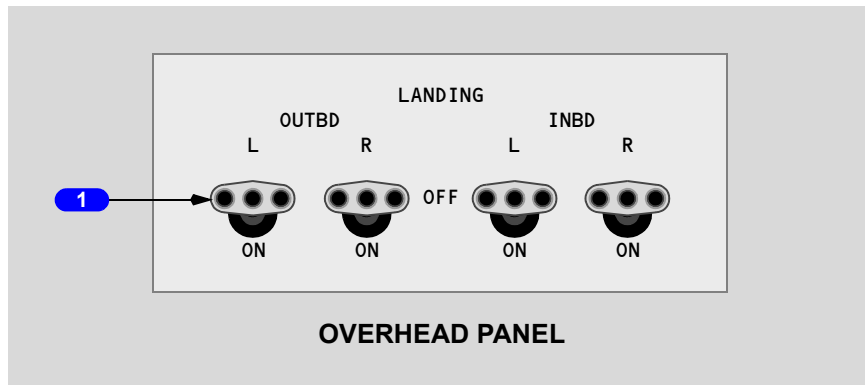 LANDING
OUTBD INBD
L R L R
1 OFF
ON ON ON ON
OVERHEAD PANEL